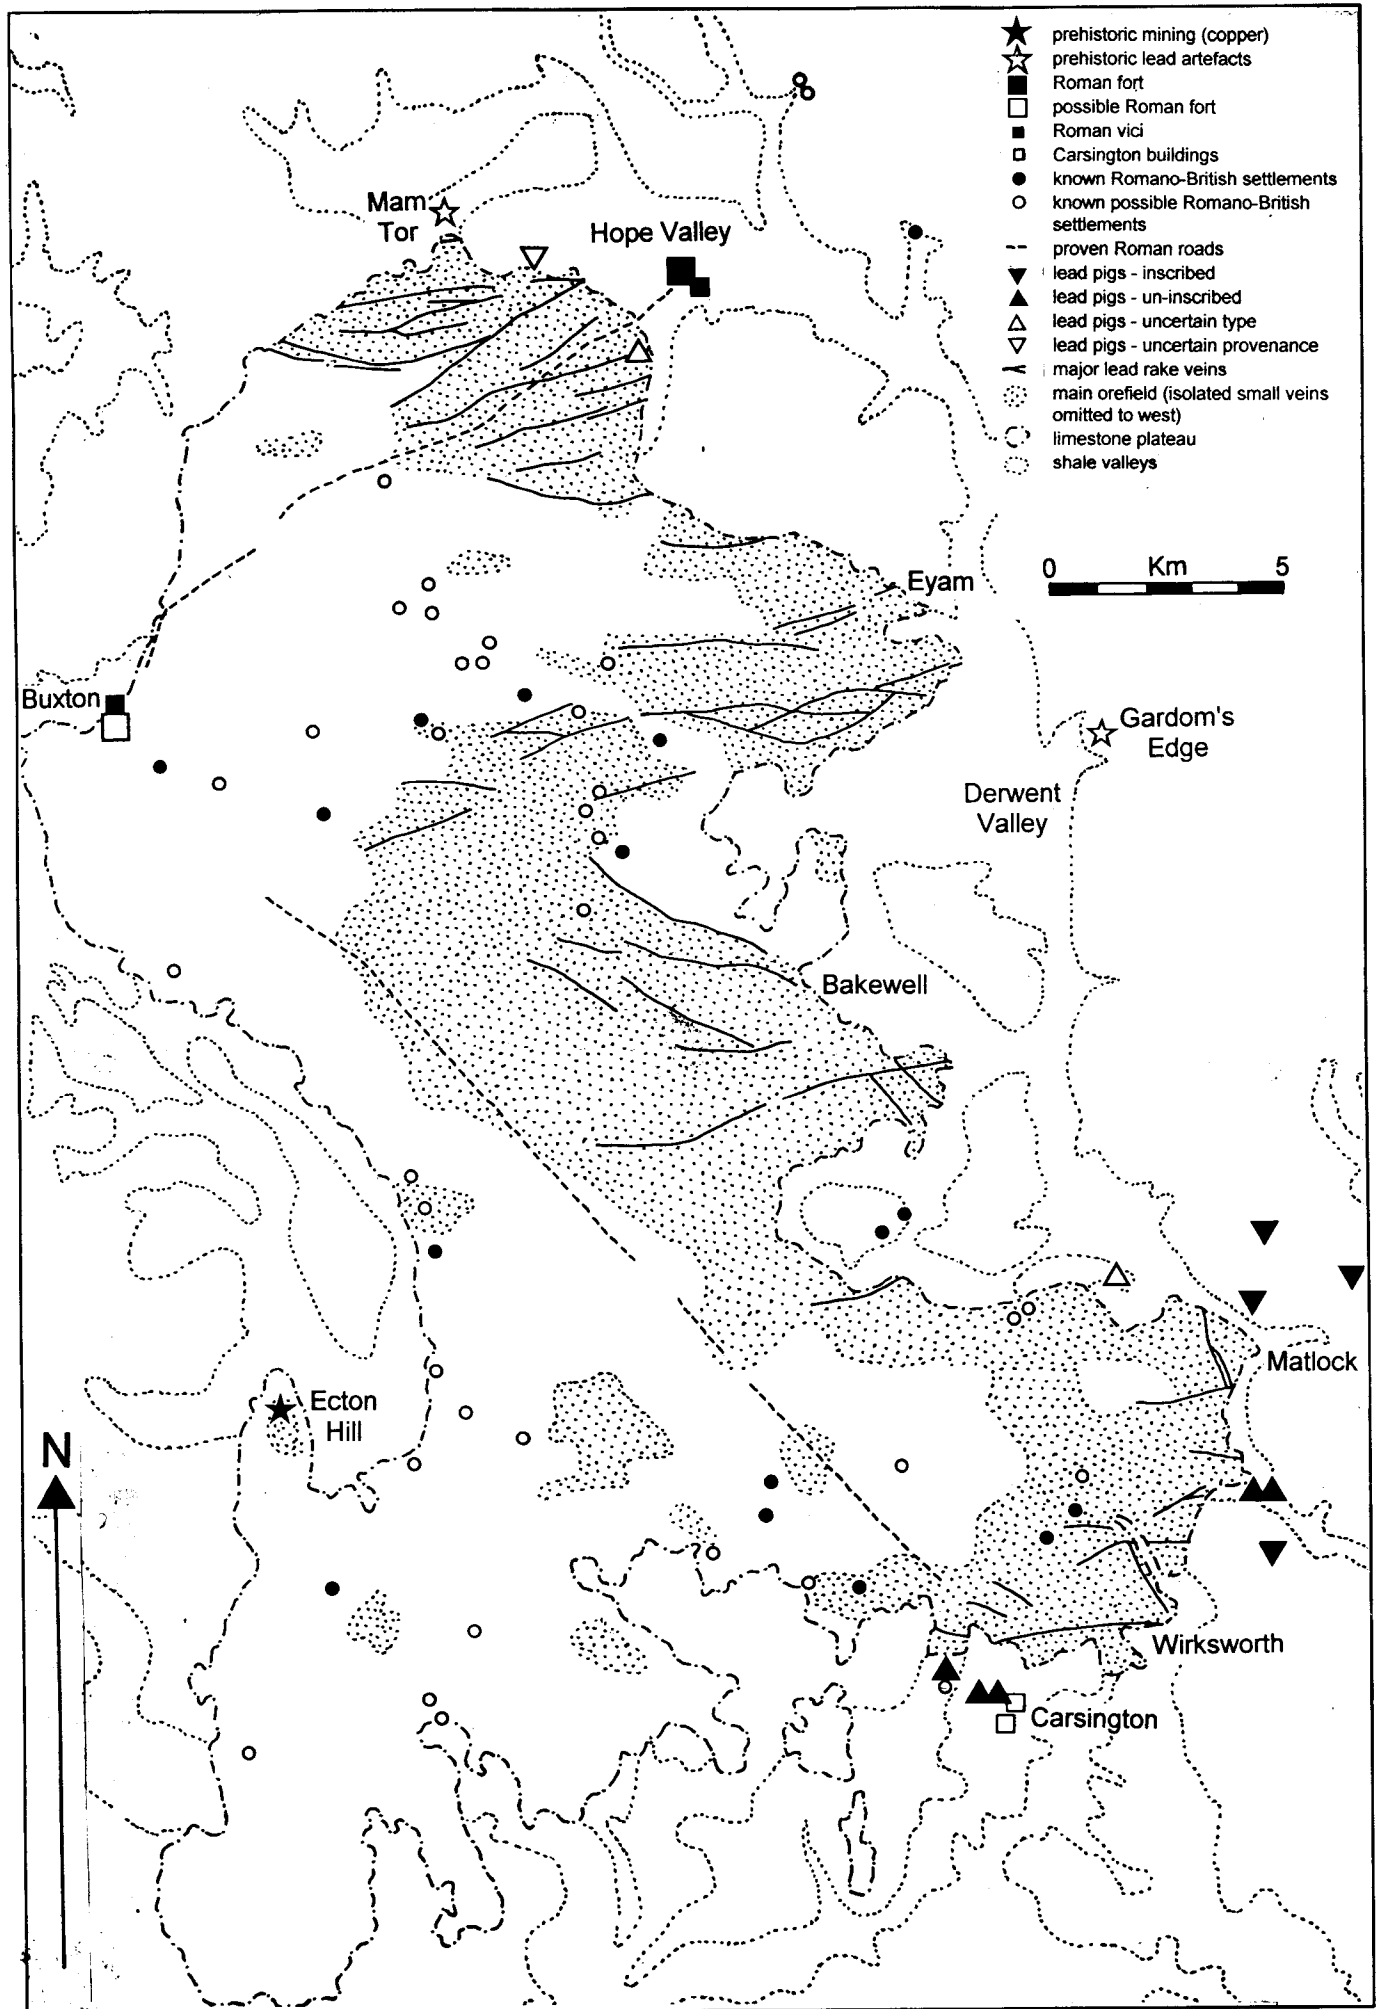 prehistoric mining (copper)
prehistoric lead artefacts
Roman fort
possible Roman fort
Roman vici
Carsington buildings
known Romano-British settlements
known possible Romano-British
settlements
proven Roman roads
lead pigs - inscribed
lead pigs - un-inscribed
lead pigs - uncertain type
lead pigs - uncertain provenance
major lead rake veins
main orefield (isolated small veins
omitted to west)
limestone plateau
shale valleys
Mam
Tor
Hope Valley
0 Km 5
Eyam
Buxton
Gardom's
Edge
Derwent
Valley
Bakewell
Matlock
Ecton
Hill
N
Wirksworth
Carsington